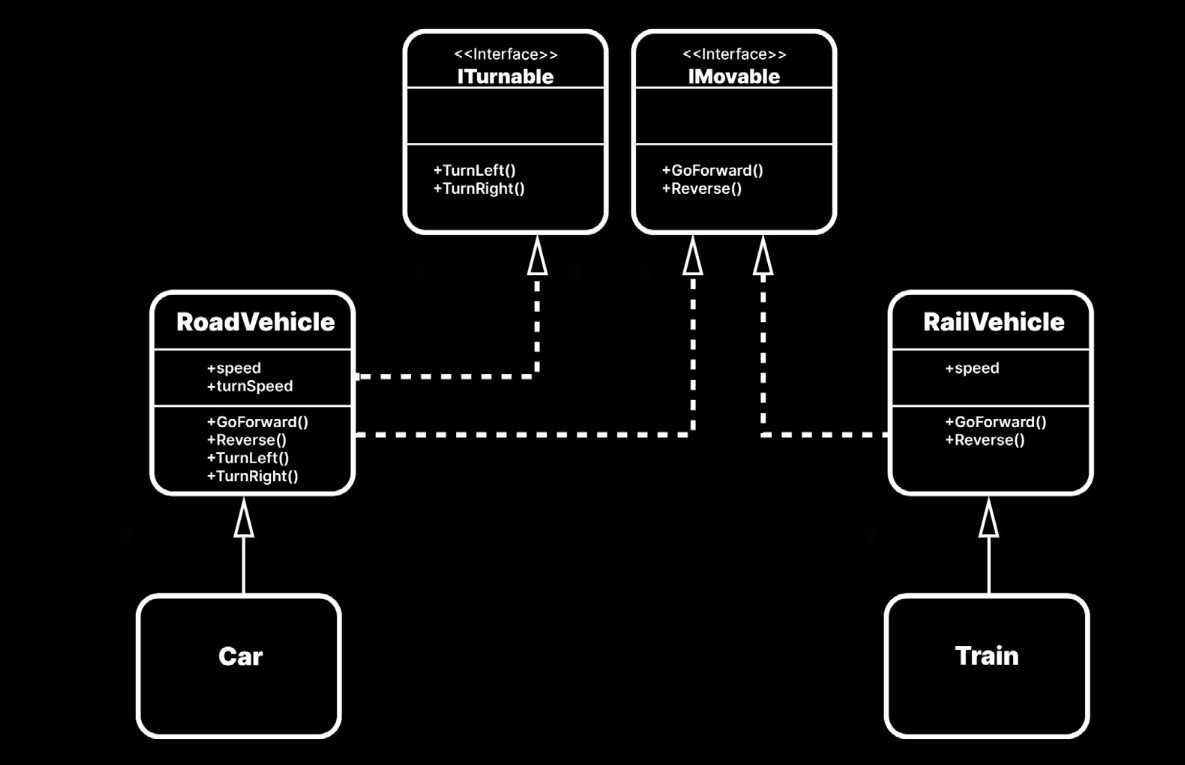 <<Interface>>
ITurnable
+TurnLeft()
+TurnRight()
<<Interface>>
IMovable
+GoForward()
+Reverse()
RoadVehicle
+speed
+turnSpeed
+GoForward()
+Reverse()
+TurnLeft()
+TurnRight()
RailVehicle
+speed
+GoForward()
+Reverse()
Car
Train